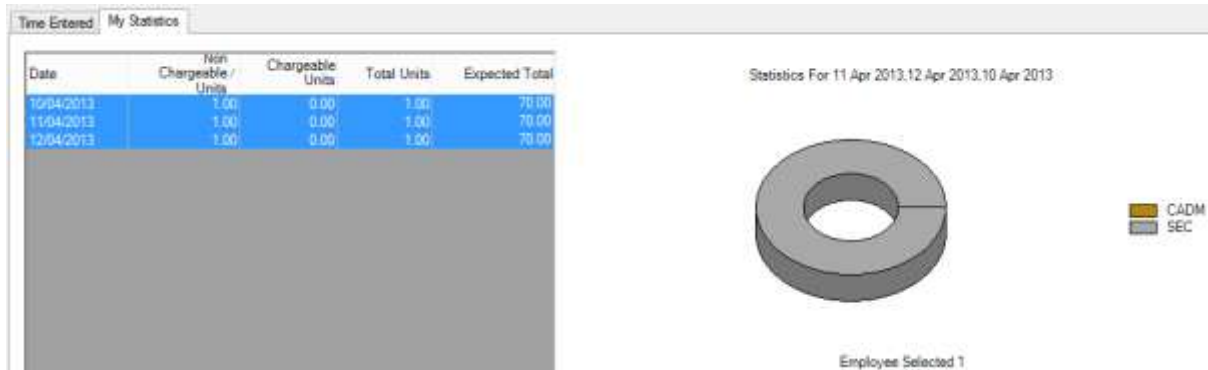 Time Entered My Statistics
Date Non Chargeable / Units Chargeable Units Total Units Expected Total
10/04/2013 1.00 0.00 1.00 70.00
11/04/2013 1.00 0.00 1.00 70.00
12/04/2013 1.00 0.00 1.00 70.00
Statistics For 11 Apr 2013,12 Apr 2013,10 Apr 2013
CADM
SEC
Employee Selected 1